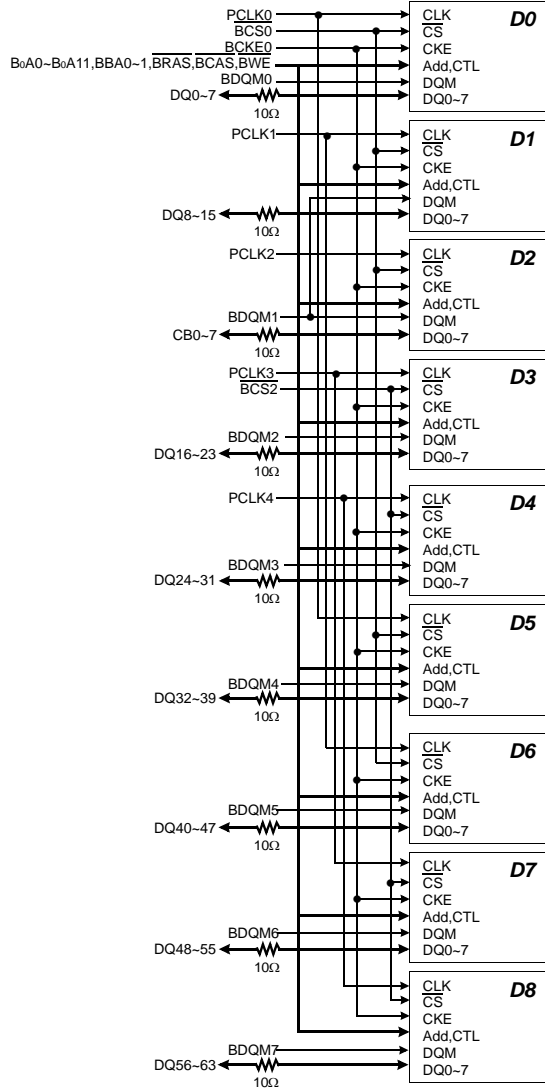 PCLK0 CLK D0
BCS0 CS
BCKE0 CKE
B0A0~B0A11,BBA0~1,BRAS,BCAS,BWE Add,CTL
BDQM0 DQM
DQ0~7 DQ0~7
10Ω
PCLK1 CLK D1
CS
CKE
Add,CTL
DQM
DQ8~15 DQ0~7
10Ω
PCLK2 CLK D2
CS
CKE
Add,CTL
BDQM1 DQM
CB0~7 DQ0~7
10Ω
PCLK3 CLK D3
BCS2 CS
CKE
Add,CTL
BDQM2 DQM
DQ16~23 DQ0~7
10Ω
PCLK4 CLK D4
CS
CKE
Add,CTL
BDQM3 DQM
DQ24~31 DQ0~7
10Ω
CLK D5
CS
CKE
Add,CTL
BDQM4 DQM
DQ32~39 DQ0~7
10Ω
CLK D6
CS
CKE
Add,CTL
BDQM5 DQM
DQ40~47 DQ0~7
10Ω
CLK D7
CS
CKE
Add,CTL
BDQM6 DQM
DQ48~55 DQ0~7
10Ω
CLK D8
CS
CKE
Add,CTL
BDQM7 DQM
DQ56~63 DQ0~7
10Ω